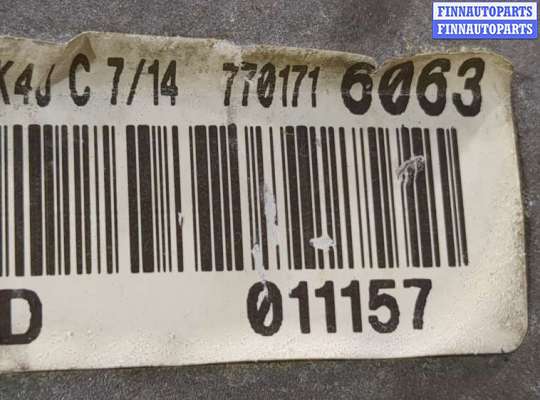 FINNAUTOPARTS
FINNAUTOPARTS
K4J C 7/14 770171 6063
D 011157